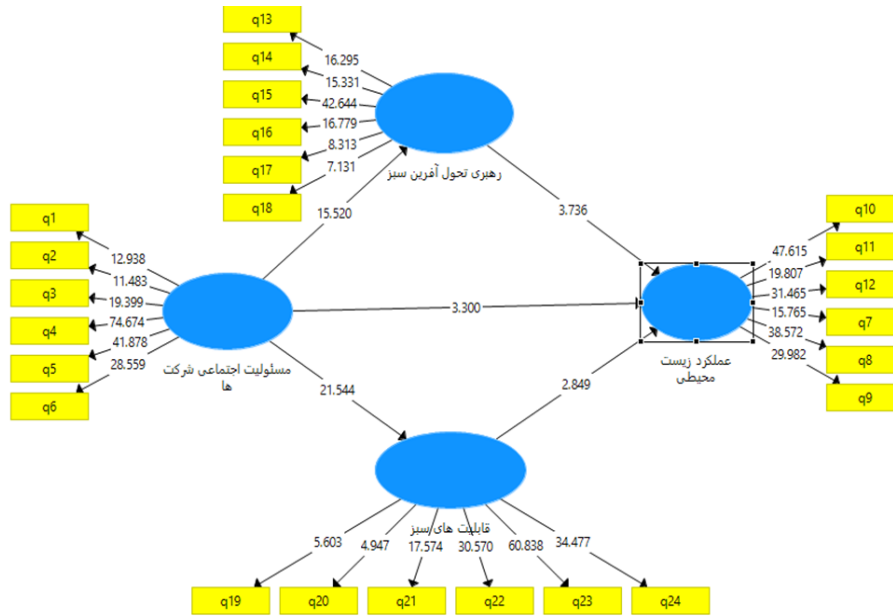 q13
q14
q15
q16
q17
q18
16.295
15.331
42.644
16.779
8.313
7.131
رهبری تحول آفرین سبز
15.520
3.736
q1
q2
q3
q4
q5
q6
12.938
11.483
19.399
74.674
41.878
28.559
مسئولیت اجتماعی شرکت
ها
3.300
q10
q11
q12
q7
q8
q9
47.615
19.807
31.465
15.765
38.572
29.982
عملکرد زیست
محیطی
21.544
2.849
قابلیت های سبز
5.603
4.947
17.574
30.570
60.838
34.477
q19
q20
q21
q22
q23
q24